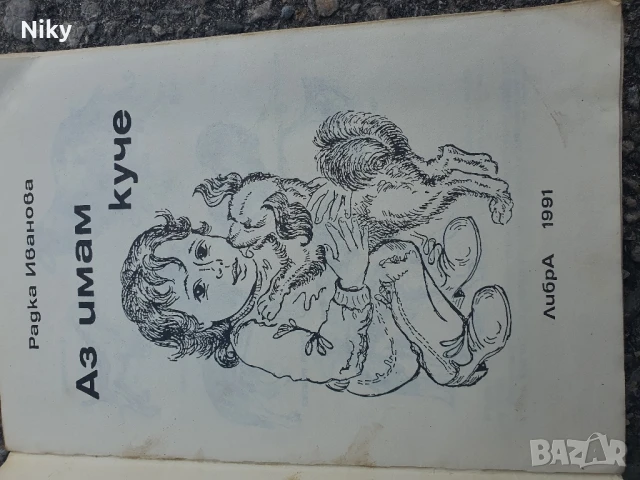 Niky
Радка Иванова
Аз имам
куче
ЛибрА 1991
BAZAR